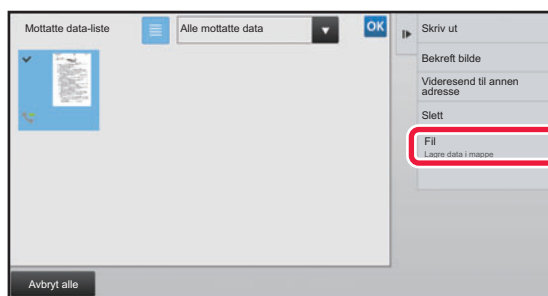 Mottatte data-liste
Alle mottatte data
OK
Skriv ut
Bekreft bilde
Videresend til annen
adresse
Slett
Fil
Lagre data i mappe
Avbryt alle